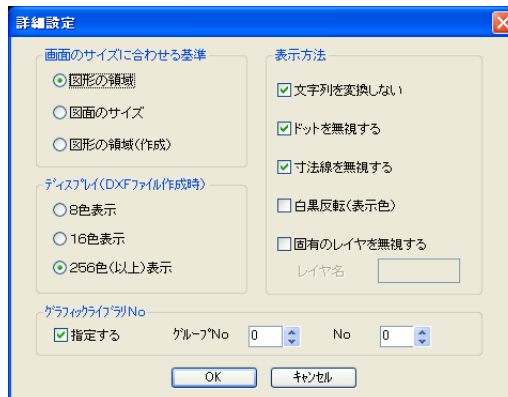 詳細設定
画面のサイズに合わせる基準
図形の領域
図面のサイズ
図形の領域(作成)
ディスプレイ(DXFファイル作成時)
8色表示
16色表示
256色(以上)表示
表示方法
文字列を変換しない
ドットを無視する
寸法線を無視する
白黒反転(表示色)
固有のレイヤを無視する
レイヤ名
グラフィックライブラリNo
指定する グループNo 0 No 0
OK キャンセル